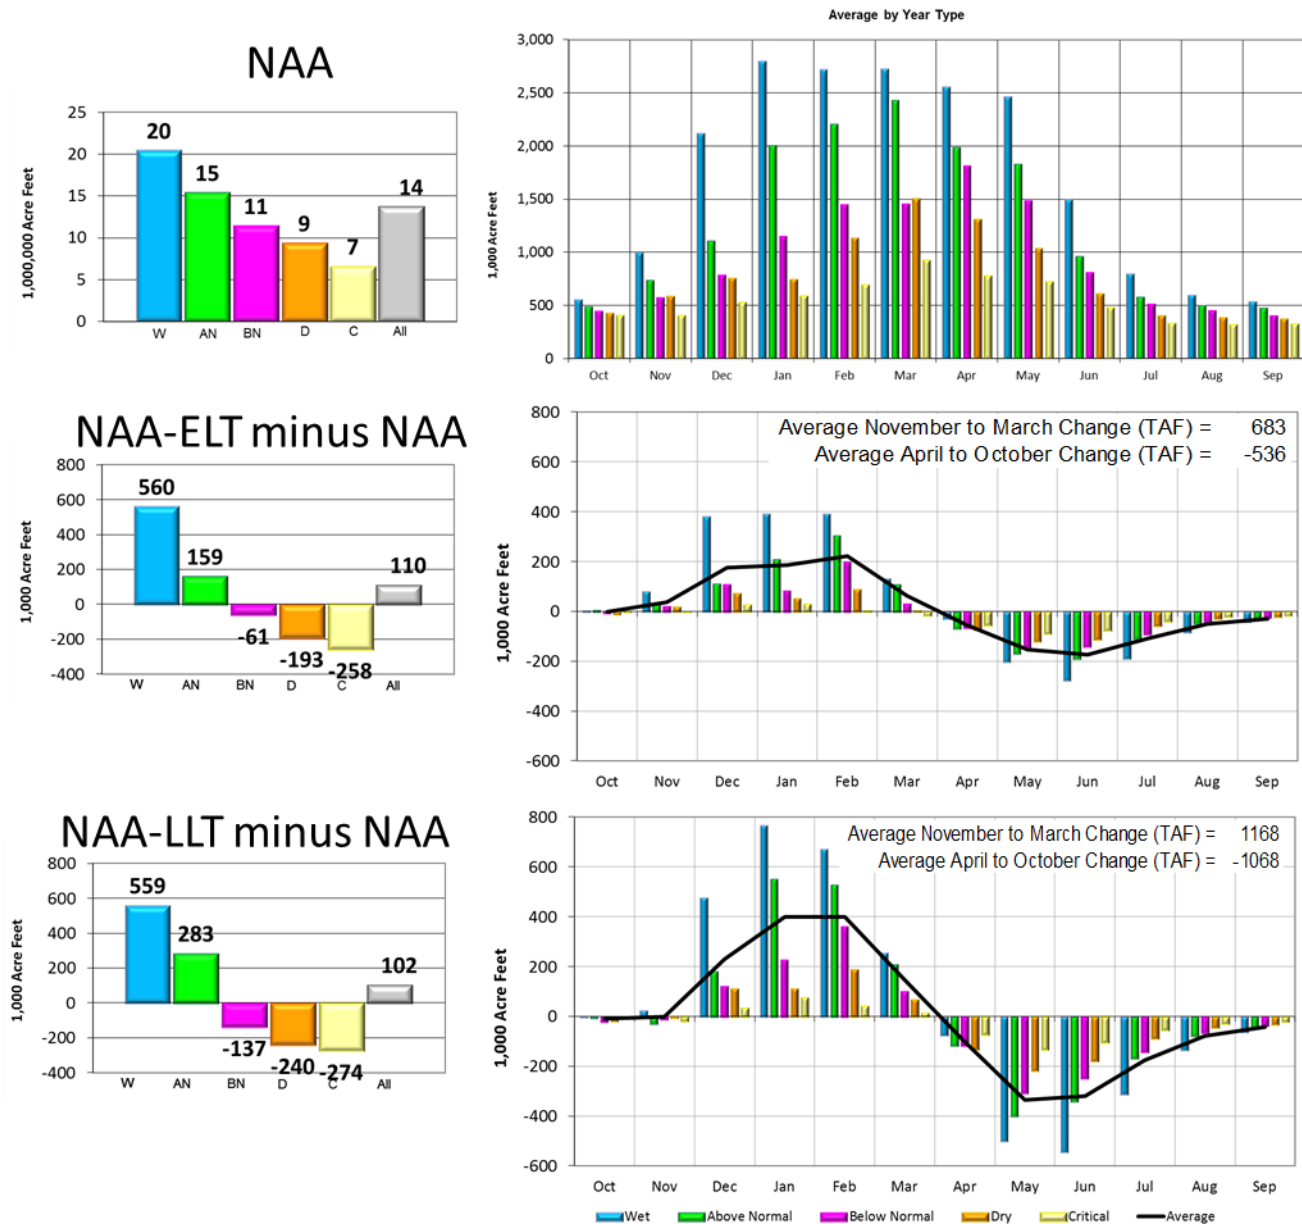 NAA
1,000,000 Acre Feet
25
20
15
10
5
0
20
15
11
9
7
14
W AN BN D C All
Average by Year Type
1,000 Acre Feet
3,000
2,500
2,000
1,500
1,000
500
0
Oct Nov Dec Jan Feb Mar Apr May Jun Jul Aug Sep
NAA-ELT minus NAA
1,000 Acre Feet
800
600
400
200
0
-200
-400
560
159
-61
-193
-258
110
W AN BN D C All
Average November to March Change (TAF) = 683
Average April to October Change (TAF) = -536
1,000 Acre Feet
800
600
400
200
0
-200
-400
-600
Oct Nov Dec Jan Feb Mar Apr May Jun Jul Aug Sep
NAA-LLT minus NAA
1,000 Acre Feet
800
600
400
200
0
-200
-400
559
283
-137
-240
-274
102
W AN BN D C All
Average November to March Change (TAF) = 1168
Average April to October Change (TAF) = -1068
1,000 Acre Feet
800
600
400
200
0
-200
-400
-600
Oct Nov Dec Jan Feb Mar Apr May Jun Jul Aug Sep
Wet Above Normal Below Normal Dry Critical Average